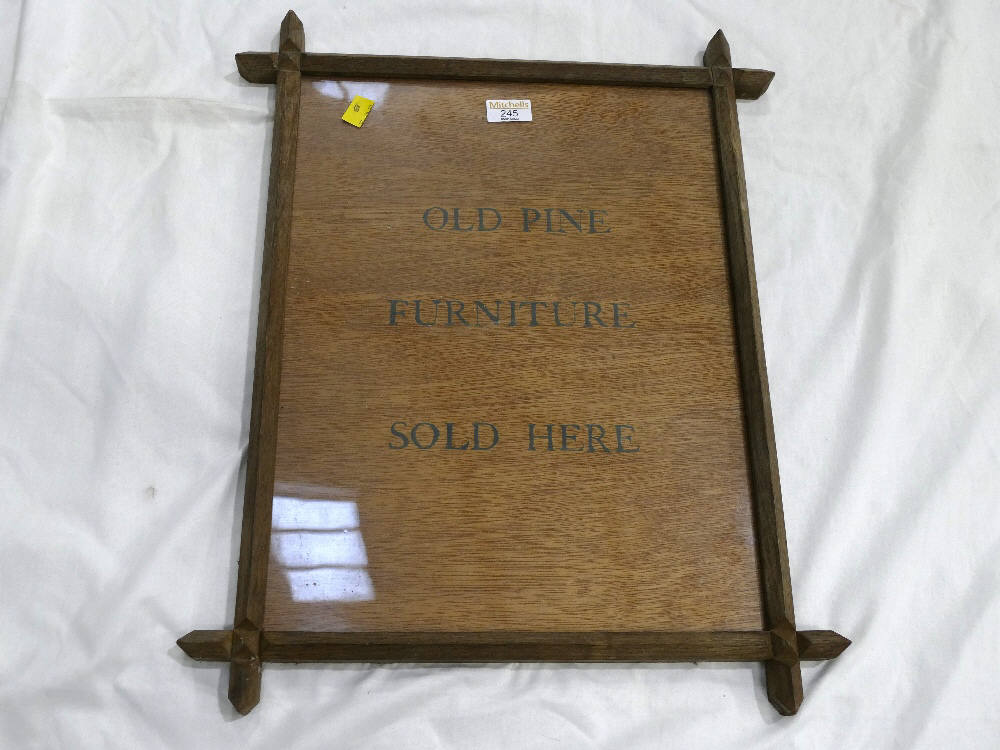 Mitchells
245
OLD PINE
FURNITURE
SOLD HERE